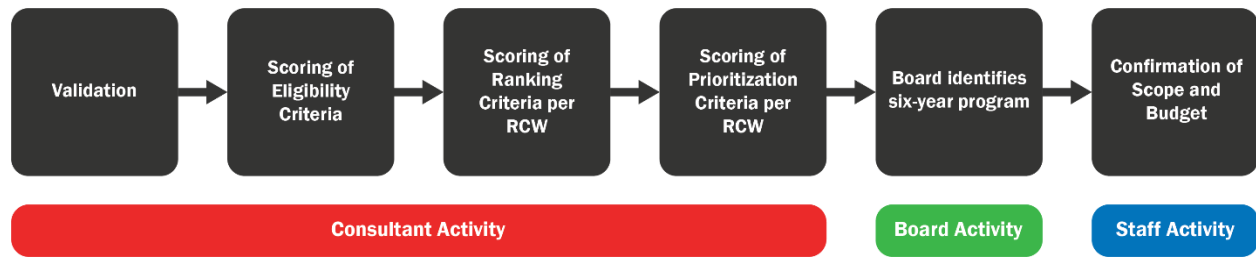 Validation
Scoring of
Eligibility
Criteria
Scoring of
Ranking
Criteria per
RCW
Scoring of
Prioritization
Criteria per
RCW
Board identifies
six-year program
Confirmation of
Scope and
Budget
Consultant Activity
Board Activity
Staff Activity